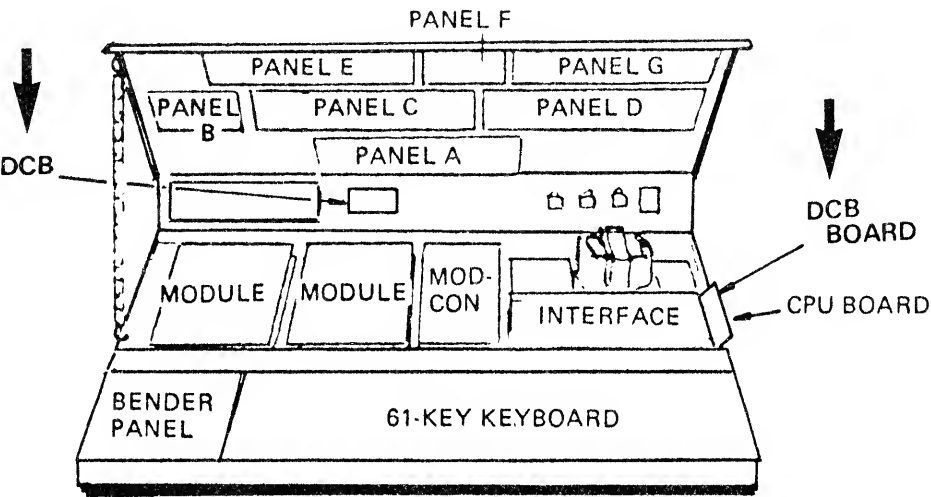 PANEL F
PANEL E
PANEL G
PANEL
B
PANEL C
PANEL D
PANEL A
DCB
DCB
BOARD
MODULE
MODULE
MOD-
CON
INTERFACE
CPU BOARD
BENDER
PANEL
61-KEY KEYBOARD